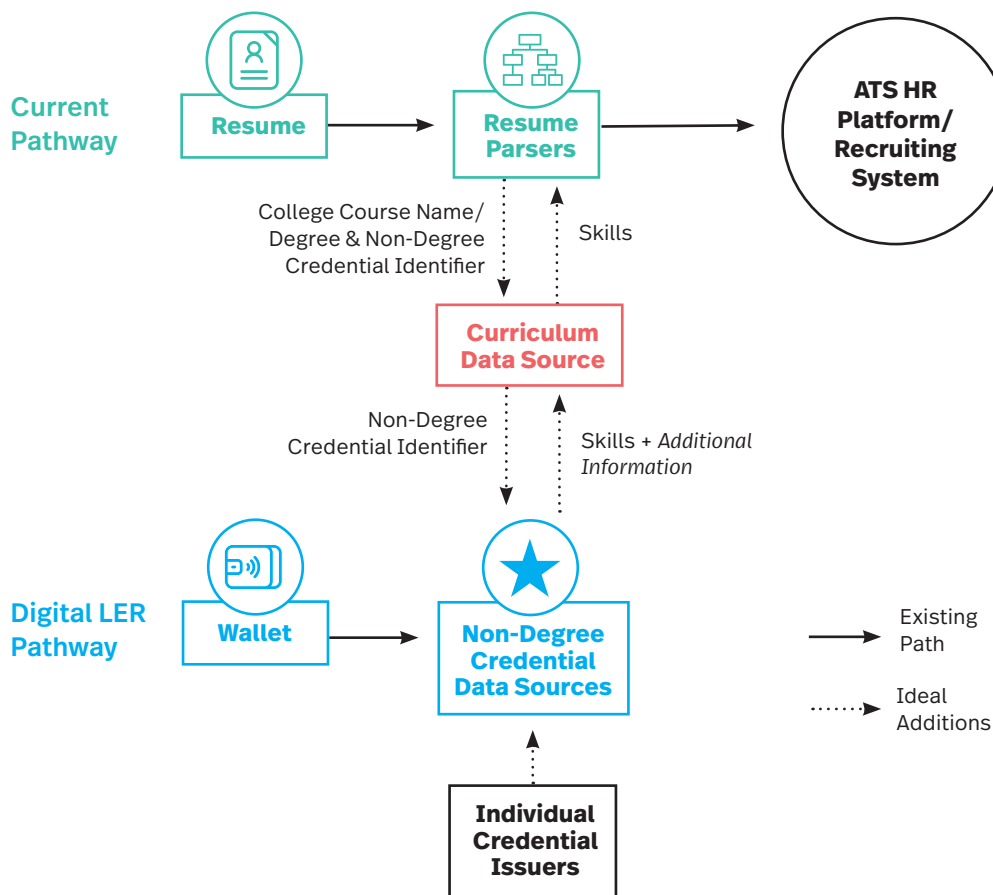 Current
Pathway
Resume
Resume
Parsers
ATS HR
Platform/
Recruiting
System
College Course Name/
Degree & Non-Degree
Credential Identifier
Skills
Curriculum
Data Source
Non-Degree
Credential Identifier
Skills + Additional
Information
Digital LER
Pathway
Wallet
Non-Degree
Credential
Data Sources
Existing
Path
Ideal
Additions
Individual
Credential
Issuers